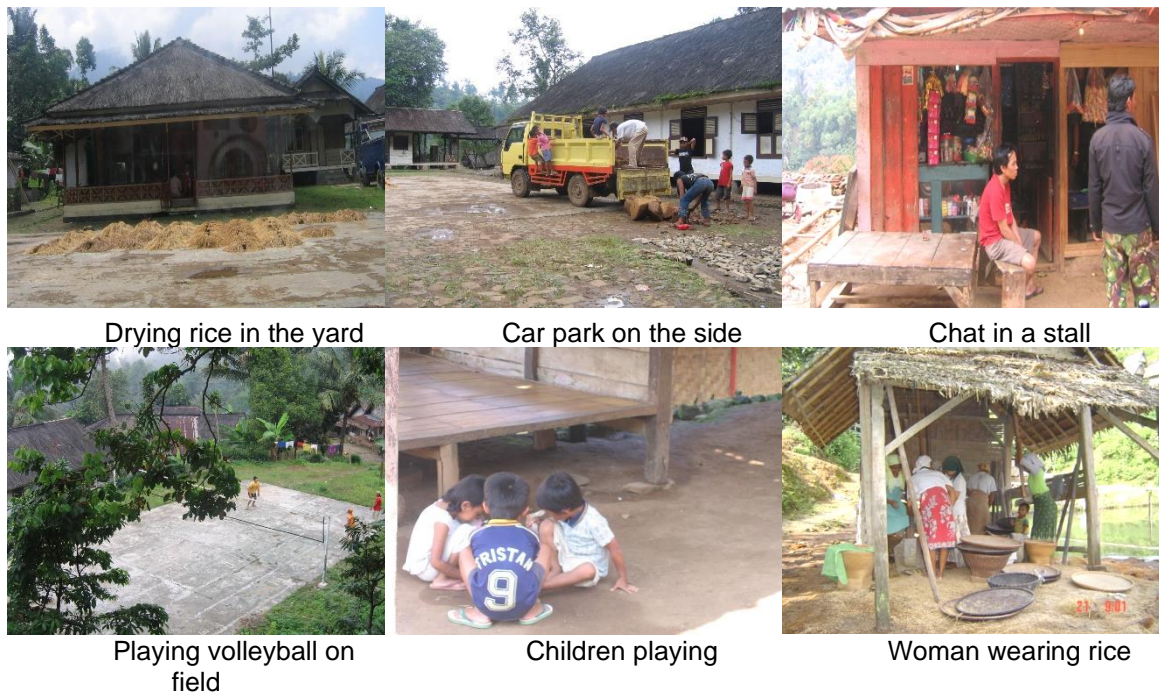 Drying rice in the yard
Car park on the side
Chat in a stall
TRISTAN
9
21 9:01
Playing volleyball on
field
Children playing
Woman wearing rice